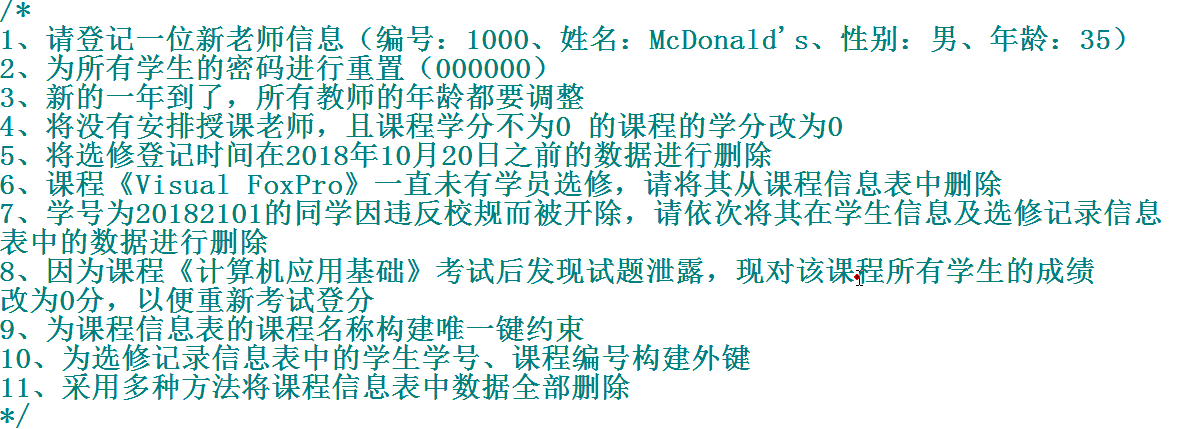 /*
1、请登记一位新老师信息（编号：1000、姓名：McDonald's、性别：男、年龄：35）
2、为所有学生的密码进行重置（000000）
3、新的一年到了，所有教师的年龄都要调整
4、将没有安排授课老师，且课程学分不为0 的课程的学分改为0
5、将选修登记时间在2018年10月20日之前的数据进行删除
6、课程《Visual FoxPro》一直未有学员选修，请将其从课程信息表中删除
7、学号为20182101的同学因违反校规而被开除，请依次将其在学生信息及选修记录信息
表中的数据进行删除
8、因为课程《计算机应用基础》考试后发现试题泄露，现对该课程所有学生的成绩
改为0分，以便重新考试登分
9、为课程信息表的课程名称构建唯一键约束
10、为选修记录信息表中的学生学号、课程编号构建外键
11、采用多种方法将课程信息表中数据全部删除
*/